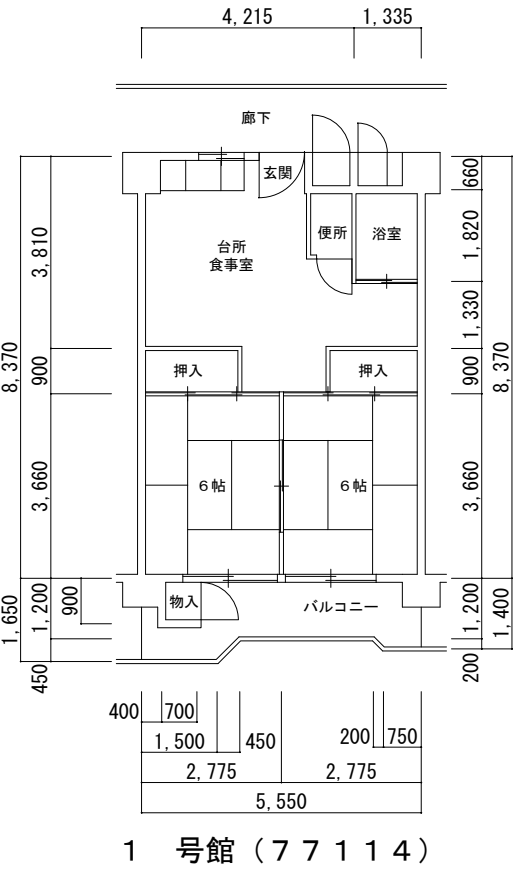 4,215
1,335
廊下
玄関
台所
食事室
便所
浴室
押入
押入
6帖
6帖
物入
バルコニー
3,810
900
3,660
8,370
1,650
1,200
900
450
660
1,820
1,330
900
3,660
8,370
1,200
1,400
200
400
700
1,500
450
200
750
2,775
2,775
5,550
1 号館（77114）